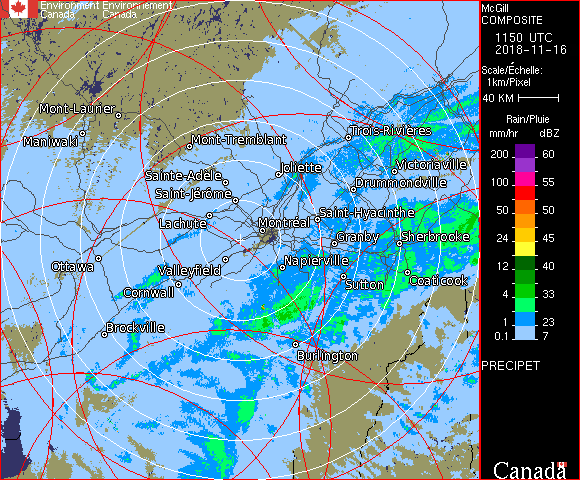 Environment Environnement
Canada Canada
McGill
COMPOSITE
1150 UTC
2018-11-16
Scale/Échelle:
1km/Pixel
40 KM
Rain/Pluie
mm/hr dBZ
200 60
100 55
50 50
24 45
12 40
8 36
4 33
1 23
0.1 7
PRECIPET
Canada
Mont-Laurier
Maniwaki
Mont-Tremblant
Trois-Rivières
Joliette
Victoriaville
Sainte-Adèle
Drummondville
Saint-Jérôme
Saint-Hyacinthe
Lachute
Montréal
Granby
Sherbrooke
Ottawa
Valleyfield
Napierville
Cornwall
Sutton
Coaticook
Brockville
Burlington